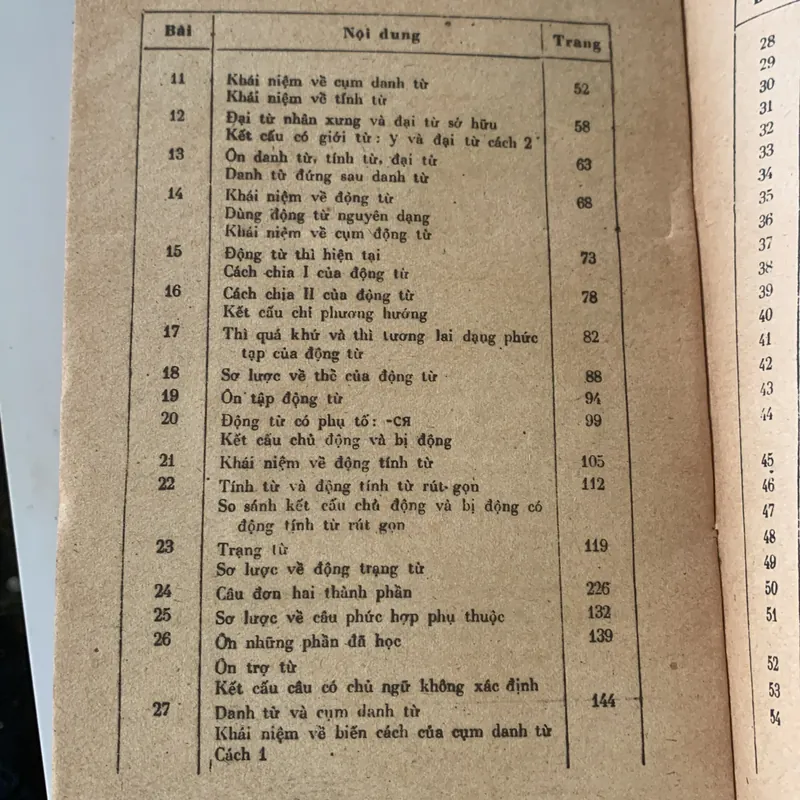 Bài Nội dung Trang
11 Khái niệm về cụm danh từ 52
Khái niệm về tính từ
12 Đại từ nhân xưng và đại từ sở hữu 58
Kết cấu có giới từ: у và đại từ cách 2
13 Ôn danh từ, tính từ, đại từ 63
Danh từ đứng sau danh từ
14 Khái niệm về động từ 68
Dùng động từ nguyên dạng
Khái niệm về cụm động từ
15 Động từ thì hiện tại 73
Cách chia I của động từ
16 Cách chia II của động từ 78
Kết cấu chỉ phương hướng
17 Thì quá khứ và thì tương lai dạng phức 82
tạp của động từ
18 Sơ lược về thể của động từ 88
19 Ôn tập động từ 94
20 Động từ có phụ tố: -ся 99
Kết cấu chủ động và bị động
21 Khái niệm về động tính từ 105
22 Tính từ và động tính từ rút gọn 112
So sánh kết cấu chủ động và bị động có
động tính từ rút gọn
23 Trạng từ 119
Sơ lược về động trạng từ
24 Câu đơn hai thành phần 226
25 Sơ lược về câu phức hợp phụ thuộc 132
26 Ôn những phần đã học 139
Ôn trợ từ
Kết cấu câu có chủ ngữ không xác định
27 Danh từ và cụm danh từ 144
Khái niệm về biến cách của cụm danh từ
Cách 1
28
29
30
31
32
33
34
35
36
37
38
39
40
41
42
43
44
45
46
47
48
49
50
51
52
53
54